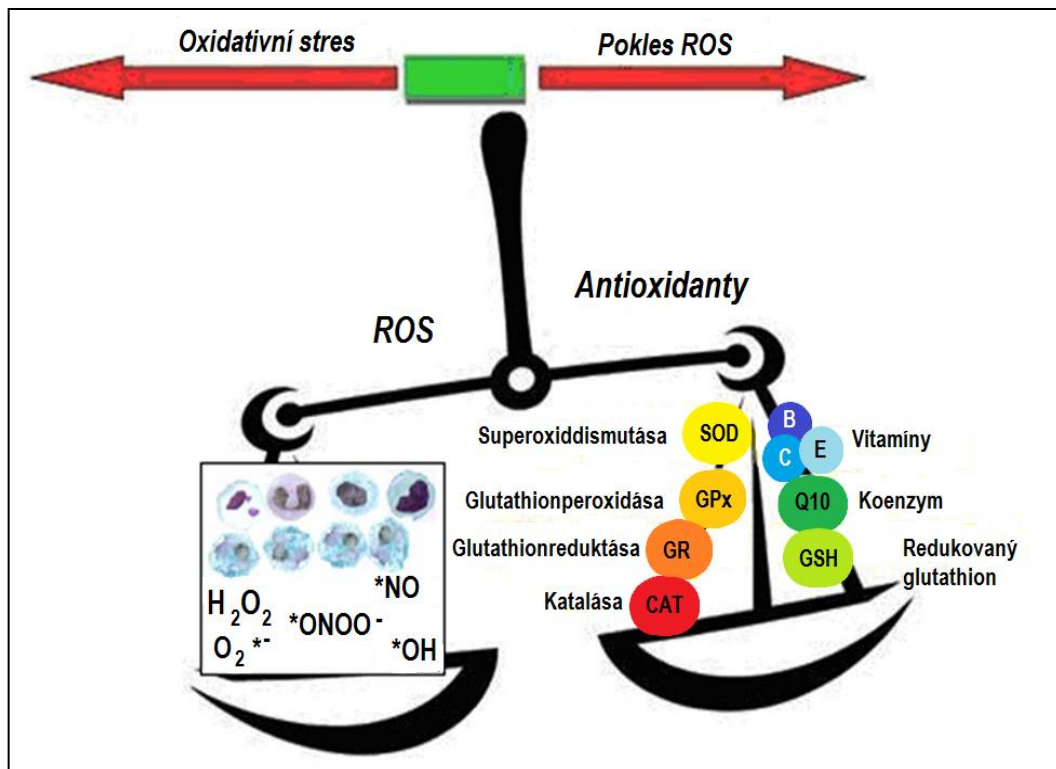 Oxidativní stres
Pokles ROS
Antioxidanty
ROS
Superoxiddismutása
SOD
B
C
E
Vitamíny
Glutathionperoxidása
GPx
Q10
Koenzym
Glutathionreduktása
GR
GSH
Redukovaný
glutathion
Katalása
CAT
*NO
H₂O₂
*ONOO⁻
O₂*⁻
*OH